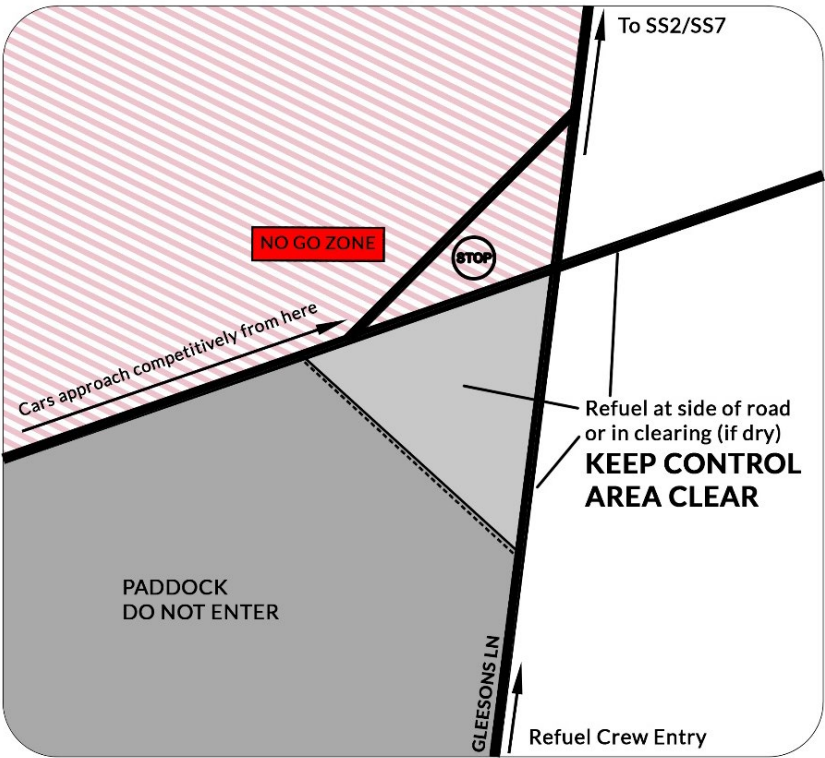 To SS2/SS7
NO GO ZONE
STOP
Cars approach competitively from here
Refuel at side of road
or in clearing (if dry)
KEEP CONTROL
AREA CLEAR
PADDOCK
DO NOT ENTER
GLEESONS LN
Refuel Crew Entry